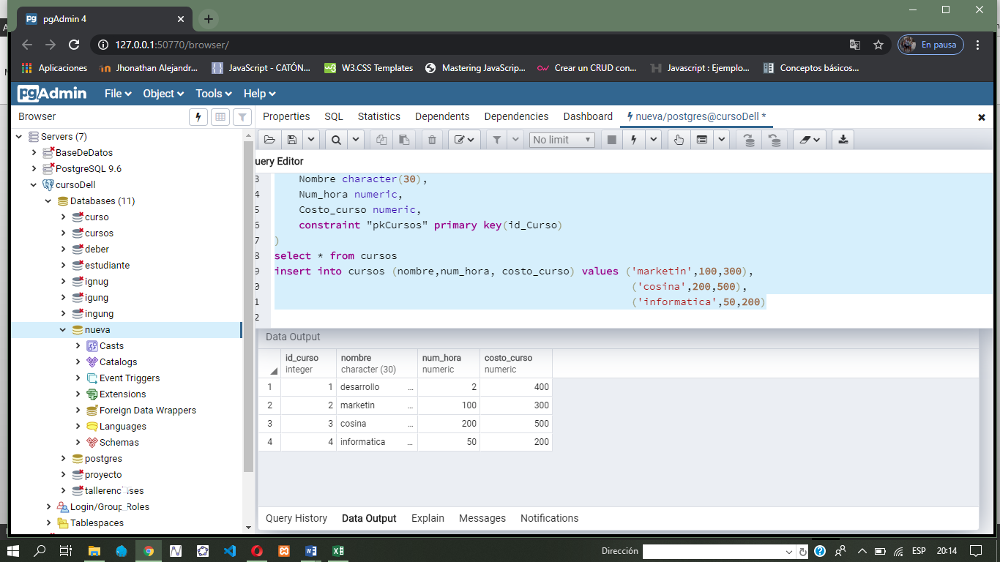 pgAdmin 4
127.0.0.1:50770/browser/
En pausa
Aplicaciones
Jhonathan Alejandr...
JavaScript - CATÓN...
W3.CSS Templates
Mastering JavaScrip...
Crear un CRUD con...
Javascript : Ejemplo...
Conceptos básicos...
pgAdmin
File
Object
Tools
Help
Browser
Properties
SQL
Statistics
Dependents
Dependencies
Dashboard
nueva/postgres@cursoDell *
No limit
Servers (7)
BaseDeDatos
PostgreSQL 9.6
cursoDell
Databases (11)
curso
cursos
deber
estudiante
ignug
igung
ingung
nueva
Casts
Catalogs
Event Triggers
Extensions
Foreign Data Wrappers
Languages
Schemas
postgres
proyecto
Login/Group Roles
Tablespaces
uery Editor
3 Nombre character(30),
4 Num_hora numeric,
5 Costo_curso numeric,
6 constraint "pkCursos" primary key(id_Curso)
7 )
8 select * from cursos
9 insert into cursos (nombre,num_hora, costo_curso) values ('marketin',100,300),
0 ('cosina',200,500),
1 ('informatica',50,200)
2
Data Output
id_curso nombre num_hora costo_curso
integer character (30) numeric numeric
1 1 desarrollo ... 2 400
2 2 marketin ... 100 300
3 3 cosina ... 200 500
4 4 informatica ... 50 200
Query History
Data Output
Explain
Messages
Notifications
Dirección
ESP
20:14